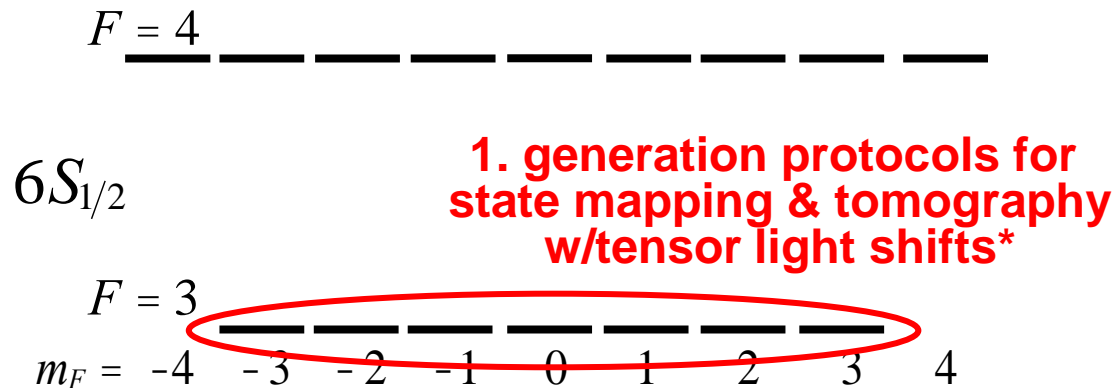 F = 4
6S1/2
1. generation protocols for
state mapping & tomography
w/tensor light shifts*
F = 3
mF = -4 -3 -2 -1 0 1 2 3 4